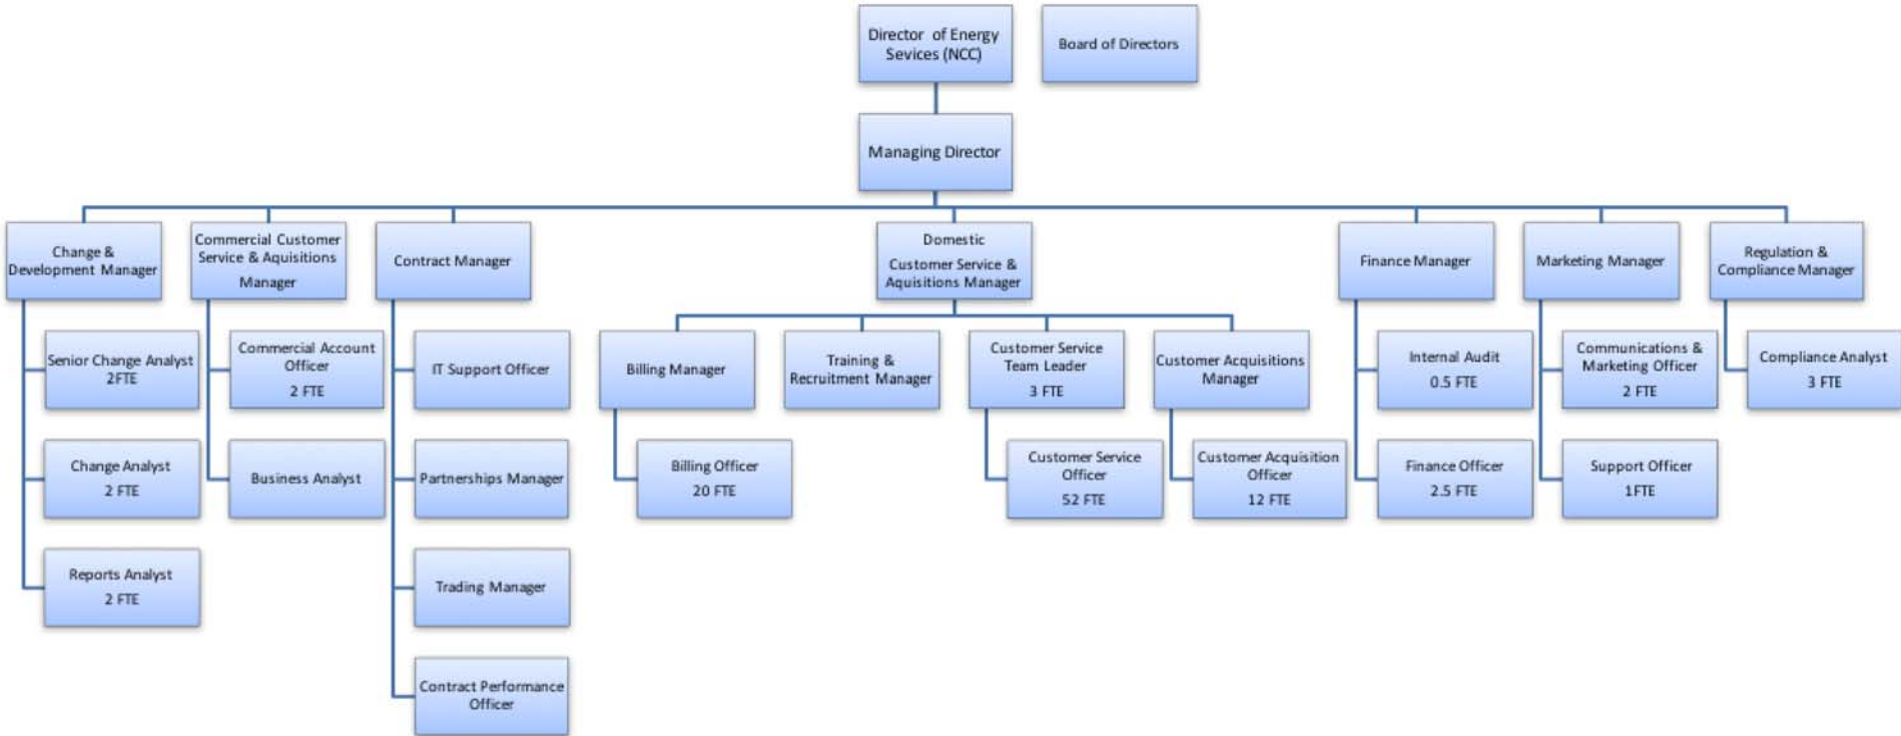 Director of Energy
Sevices (NCC)
Board of Directors
Managing Director
Change &
Development Manager
Commercial Customer
Service & Aquisitions
Manager
Contract Manager
Domestic
Customer Service &
Aquisitions Manager
Finance Manager
Marketing Manager
Regulation &
Compliance Manager
Senior Change Analyst
2FTE
Commercial Account
Officer
2 FTE
IT Support Officer
Billing Manager
Training &
Recruitment Manager
Customer Service
Team Leader
3 FTE
Customer Acquisitions
Manager
Internal Audit
0.5 FTE
Communications &
Marketing Officer
2 FTE
Compliance Analyst
3 FTE
Change Analyst
2 FTE
Business Analyst
Partnerships Manager
Billing Officer
20 FTE
Customer Service
Officer
52 FTE
Customer Acquisition
Officer
12 FTE
Finance Officer
2.5 FTE
Support Officer
1FTE
Reports Analyst
2 FTE
Trading Manager
Contract Performance
Officer